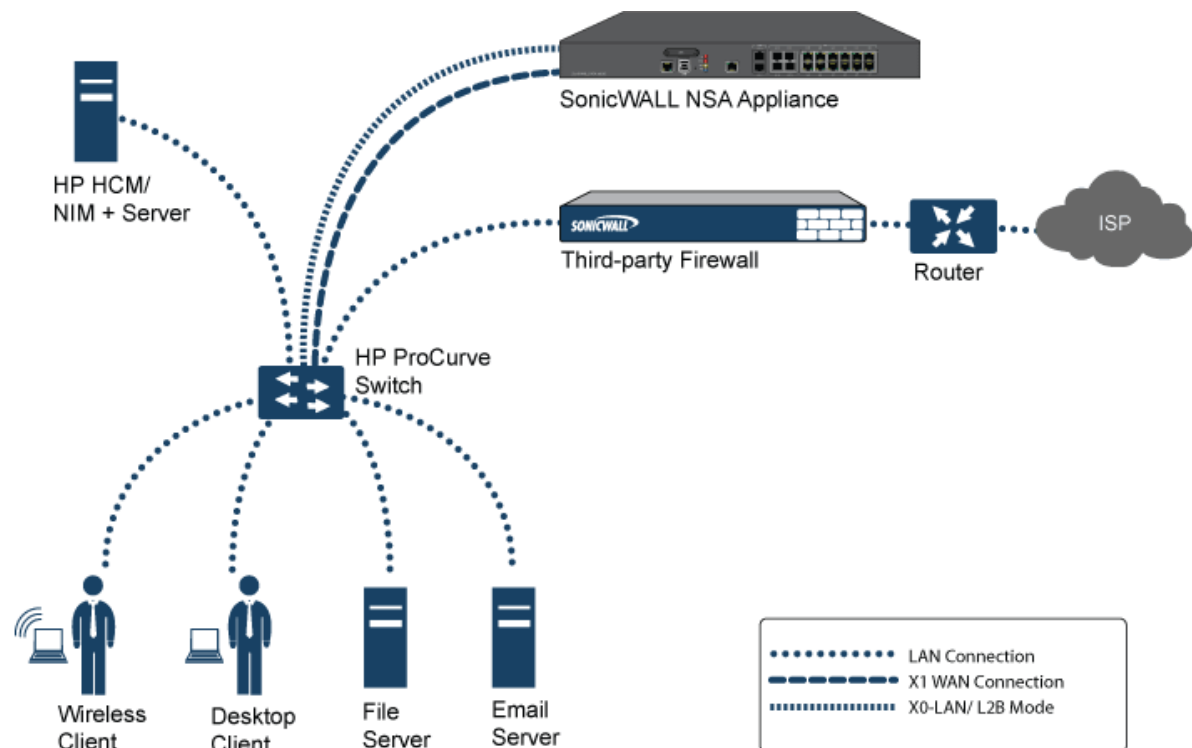 SonicWALL NSA Appliance
HP HCM/
NIM + Server
SONICWALL
Third-party Firewall
Router
ISP
HP ProCurve
Switch
Wireless
Client
Desktop
Client
File
Server
Email
Server
LAN Connection
X1 WAN Connection
X0-LAN/ L2B Mode